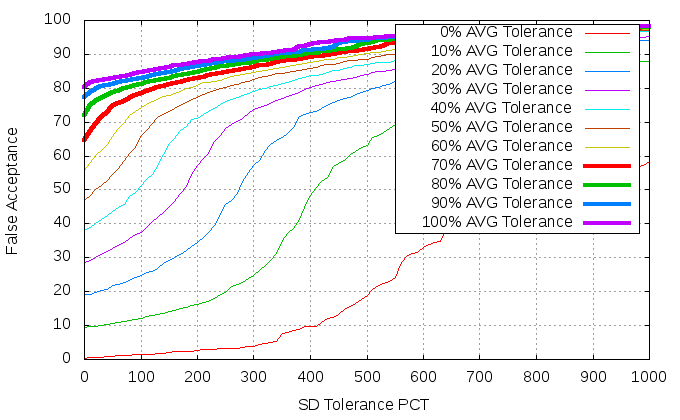 100
90
80
70
60
50
40
30
20
10
0
False Acceptance
0% AVG Tolerance
10% AVG Tolerance
20% AVG Tolerance
30% AVG Tolerance
40% AVG Tolerance
50% AVG Tolerance
60% AVG Tolerance
70% AVG Tolerance
80% AVG Tolerance
90% AVG Tolerance
100% AVG Tolerance
0 100 200 300 400 500 600 700 800 900 1000
SD Tolerance PCT